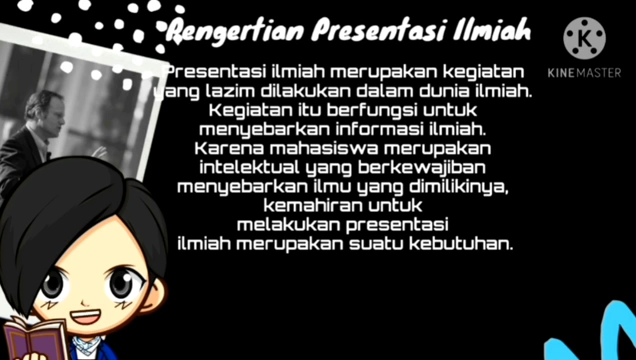 Pengertian Presentasi Ilmiah
Presentasi ilmiah merupakan kegiatan
yang lazim dilakukan dalam dunia ilmiah.
Kegiatan itu berfungsi untuk
menyebarkan informasi ilmiah.
Karena mahasiswa merupakan
intelektual yang berkewajiban
menyebarkan ilmu yang dimilikinya,
kemahiran untuk
melakukan presentasi
ilmiah merupakan suatu kebutuhan.
K
KINEMASTER